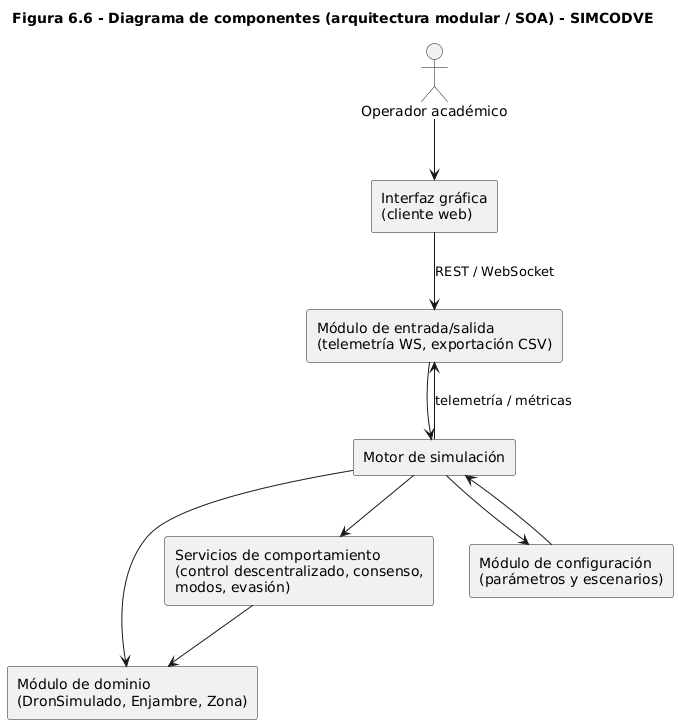 Figura 6.6 - Diagrama de componentes (arquitectura modular / SOA) - SIMCODVE
Operador académico
Interfaz gráfica
(cliente web)
REST / WebSocket
Módulo de entrada/salida
(telemetría WS, exportación CSV)
telemetría / métricas
Motor de simulación
Servicios de comportamiento
(control descentralizado, consenso,
modos, evasión)
Módulo de configuración
(parámetros y escenarios)
Módulo de dominio
(DronSimulado, Enjambre, Zona)